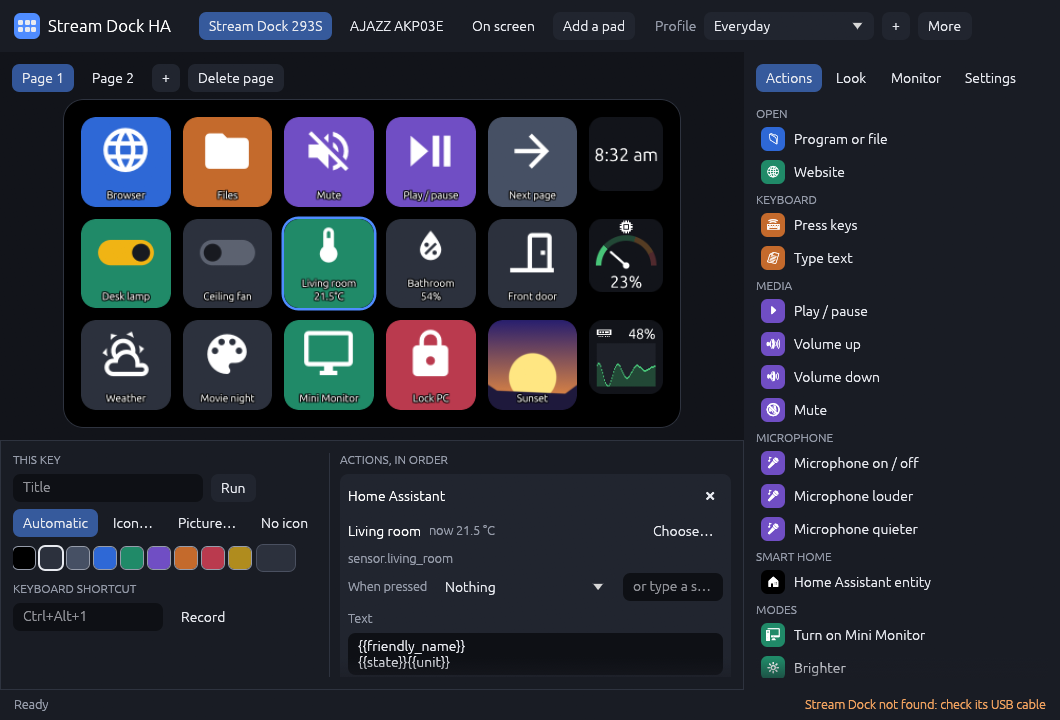 Stream Dock HA
Stream Dock 293S
AJAZZ AKP03E
On screen
Add a pad
Profile
Everyday
+
More
Page 1
Page 2
+
Delete page
Browser
Files
Mute
Play / pause
Next page
8:32 am
Desk lamp
Ceiling fan
Living room
21.5°C
Bathroom
54%
Front door
23%
Weather
Movie night
Mini Monitor
Lock PC
Sunset
48%
THIS KEY
Title
Run
Automatic
Icon…
Picture…
No icon
KEYBOARD SHORTCUT
Ctrl+Alt+1
Record
ACTIONS, IN ORDER
Home Assistant
Living room now 21.5 °C
Choose…
sensor.living_room
When pressed
Nothing
or type a s…
Text
{{friendly_name}}
{{state}}{{unit}}
Actions
Look
Monitor
Settings
OPEN
Program or file
Website
KEYBOARD
Press keys
Type text
MEDIA
Play / pause
Volume up
Volume down
Mute
MICROPHONE
Microphone on / off
Microphone louder
Microphone quieter
SMART HOME
Home Assistant entity
MODES
Turn on Mini Monitor
Brighter
Ready
Stream Dock not found: check its USB cable